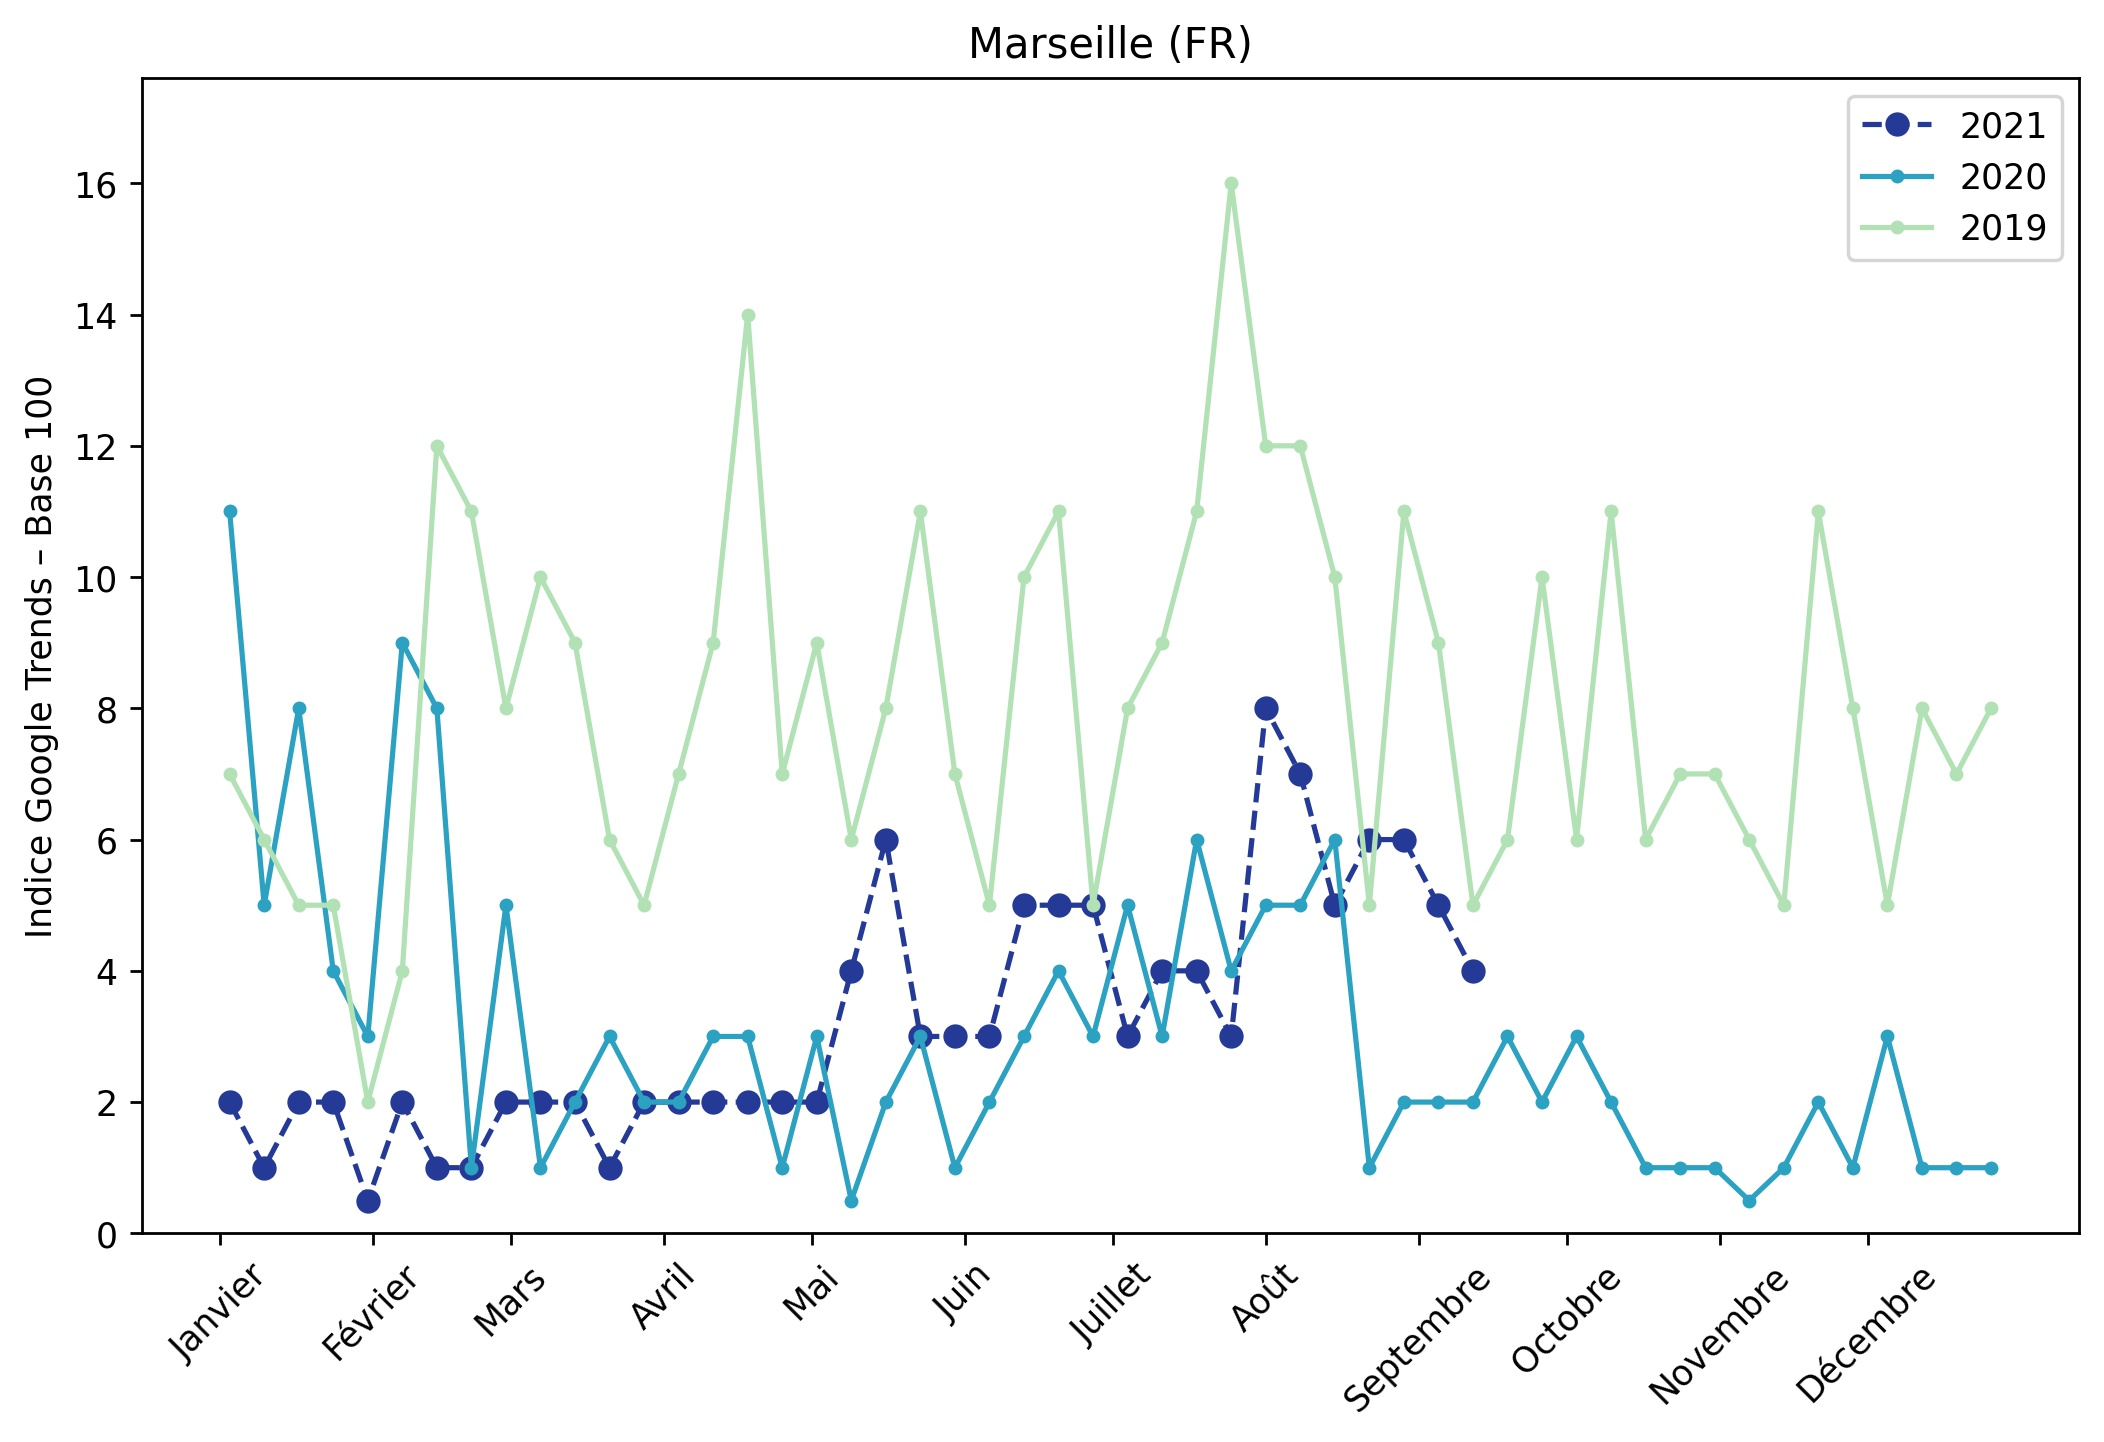 Marseille (FR)
2021
2020
2019
Indice Google Trends – Base 100
16
14
12
10
8
6
4
2
0
Janvier
Février
Mars
Avril
Mai
Juin
Juillet
Août
Septembre
Octobre
Novembre
Décembre